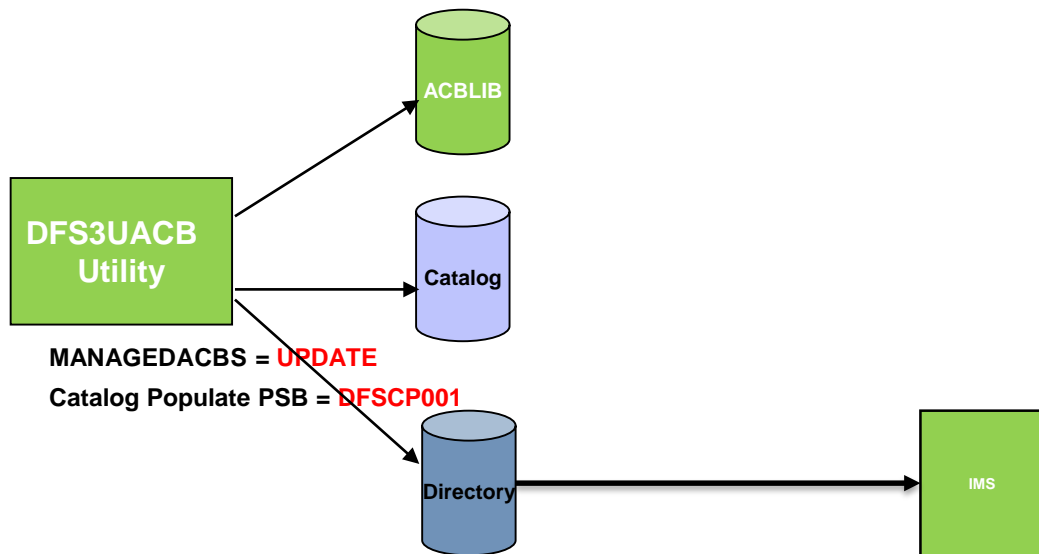 ACBLIB
DFS3UACB
Utility
Catalog
MANAGEDACBS = UPDATE
Catalog Populate PSB = DFSCP001
Directory
IMS